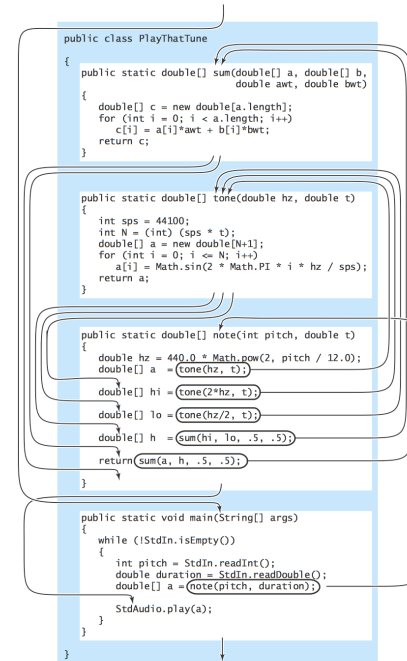 public class PlayThatTune
{
public static double[] sum(double[] a, double[] b,
double awt, double bwt)
{
double[] c = new double[a.length];
for (int i = 0; i < a.length; i++)
c[i] = a[i]*awt + b[i]*bwt;
return c;
}
public static double[] tone(double hz, double t)
{
int sps = 44100;
int N = (int) (sps * t);
double[] a = new double[N+1];
for (int i = 0; i <= N; i++)
a[i] = Math.sin(2 * Math.PI * i * hz / sps);
return a;
}
public static double[] note(int pitch, double t)
{
double hz = 440.0 * Math.pow(2, pitch / 12.0);
double[] a = tone(hz, t);
double[] hi = tone(2*hz, t);
double[] lo = tone(hz/2, t);
double[] h = sum(hi, lo, .5, .5);
return sum(a, h, .5, .5);
}
public static void main(String[] args)
{
while (!StdIn.isEmpty())
{
int pitch = StdIn.readInt();
double duration = StdIn.readDouble();
double[] a = note(pitch, duration);
StdAudio.play(a);
}
}
}